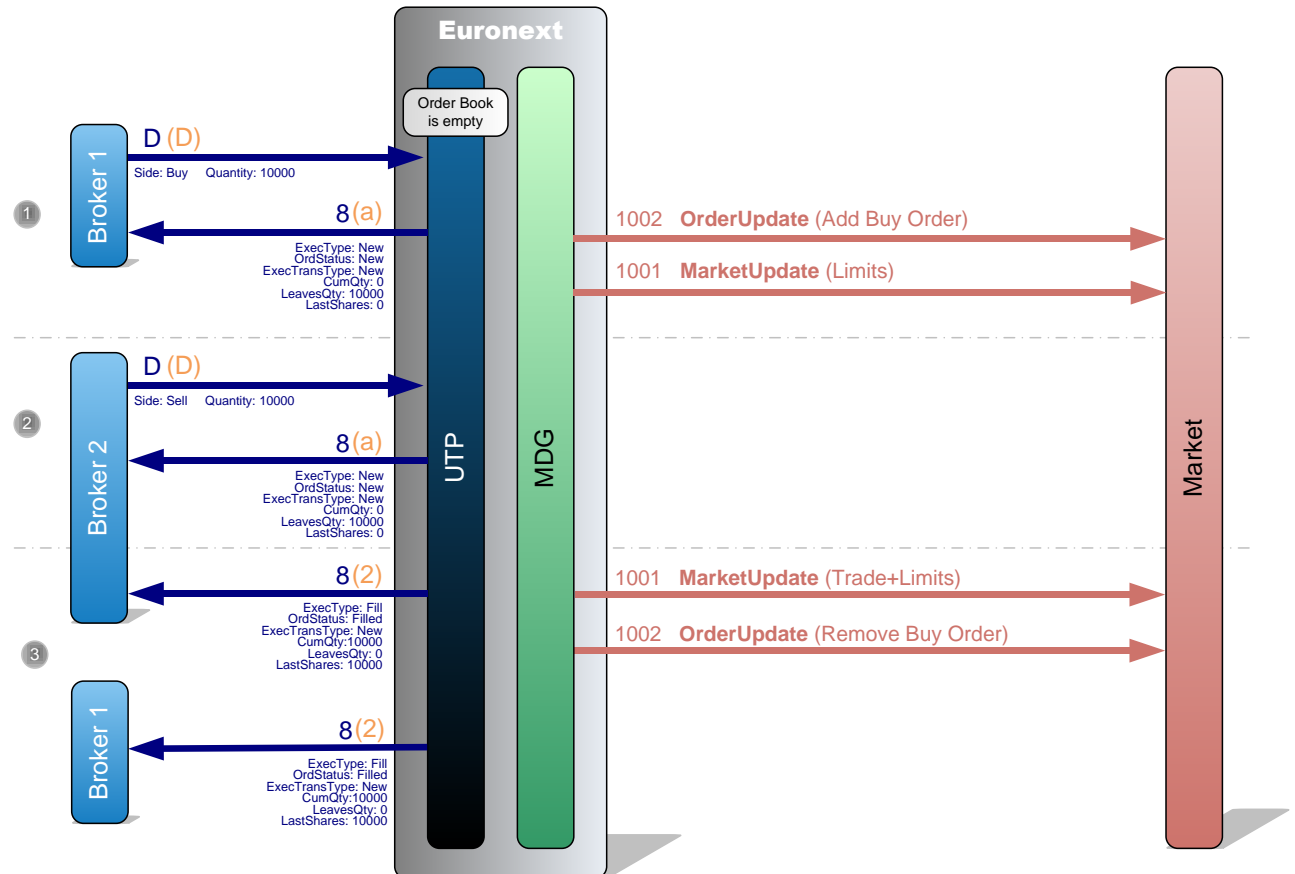 Euronext
Order Book
is empty
UTP
MDG
Market
1
Broker 1
D (D)
Side: Buy Quantity: 10000
8(a)
ExecType: New
OrdStatus: New
ExecTransType: New
CumQty: 0
LeavesQty: 10000
LastShares: 0
1002 OrderUpdate (Add Buy Order)
1001 MarketUpdate (Limits)
2
Broker 2
D (D)
Side: Sell Quantity: 10000
8(a)
ExecType: New
OrdStatus: New
ExecTransType: New
CumQty: 0
LeavesQty: 10000
LastShares: 0
3
8(2)
ExecType: Fill
OrdStatus: Filled
ExecTransType: New
CumQty:10000
LeavesQty: 0
LastShares: 10000
1001 MarketUpdate (Trade+Limits)
1002 OrderUpdate (Remove Buy Order)
Broker 1
8(2)
ExecType: Fill
OrdStatus: Filled
ExecTransType: New
CumQty:10000
LeavesQty: 0
LastShares: 10000